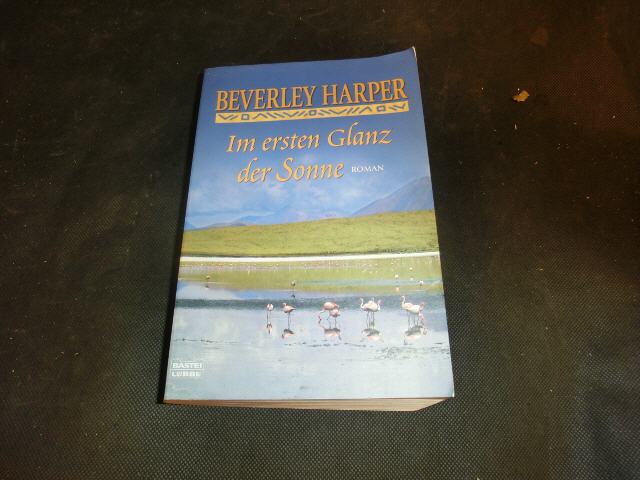 BEVERLEY HARPER
Im ersten Glanz
der Sonne
ROMAN
BASTEI
LÜBBE